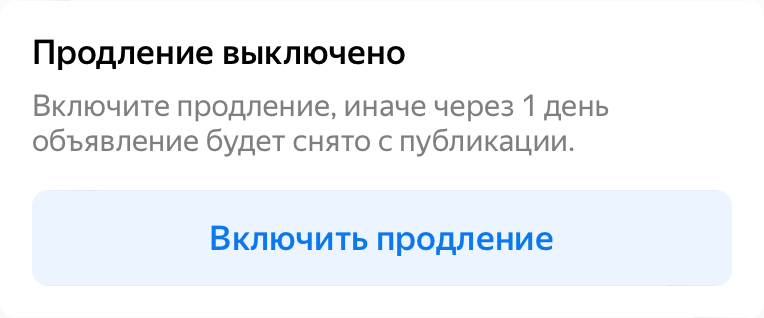 Продление выключено
Включите продление, иначе через 1 день
объявление будет снято с публикации.
Включить продление